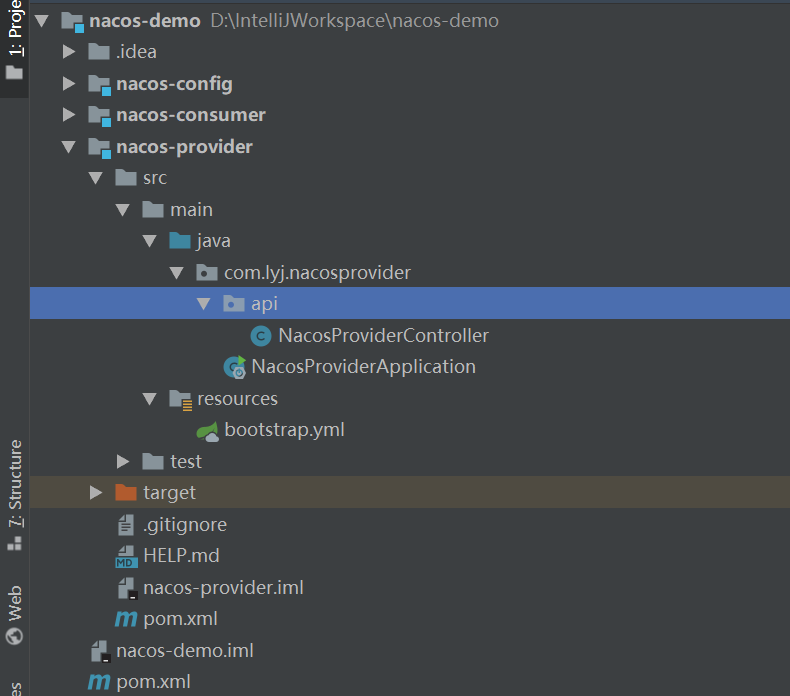 1: Proje
nacos-demo D:\IntelliJWorkspace\nacos-demo
.idea
nacos-config
nacos-consumer
nacos-provider
src
main
java
com.lyj.nacosprovider
api
C NacosProviderController
C NacosProviderApplication
resources
bootstrap.yml
test
target
.gitignore
MD HELP.md
nacos-provider.iml
m pom.xml
nacos-demo.iml
m pom.xml
7: Structure
Web
es